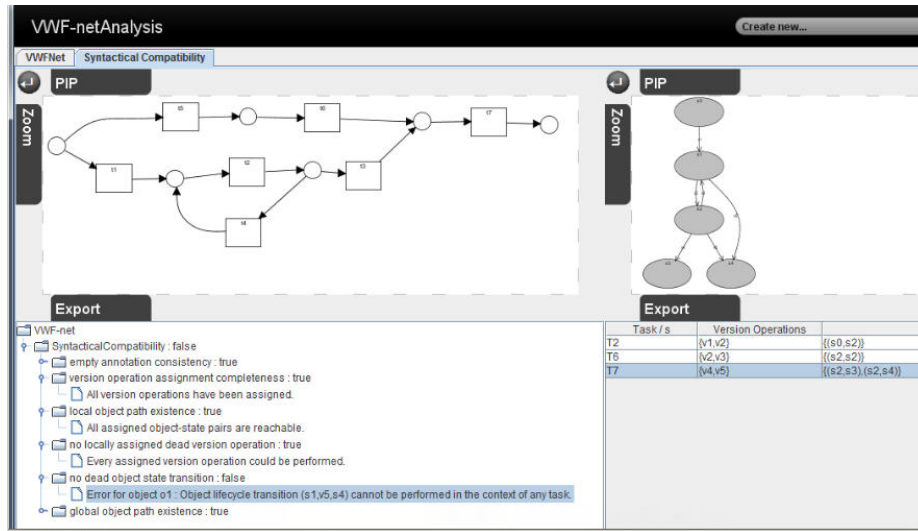 VWF-netAnalysis
Create new...
VWFNet
Syntactical Compatibility
PIP
PIP
Zoom
Zoom
t2
t3
t7
Export
Export
VWF-net
SyntacticalCompatibility : false
empty annotation consistency : true
version operation assignment completeness : true
All version operations have been assigned.
local object path existence : true
All assigned object-state pairs are reachable.
no locally assigned dead version operation : true
Every assigned version operation could be performed.
no dead object state transition : false
Error for object o1 : Object lifecycle transition (s1,v5,s4) cannot be performed in the context of any task.
global object path existence : true
Task / s Version Operations
T2 {v1,v2} {(s0,s2)}
T6 {v2,v3} {(s2,s2)}
T7 {v4,v5} {(s2,s3),(s2,s4)}